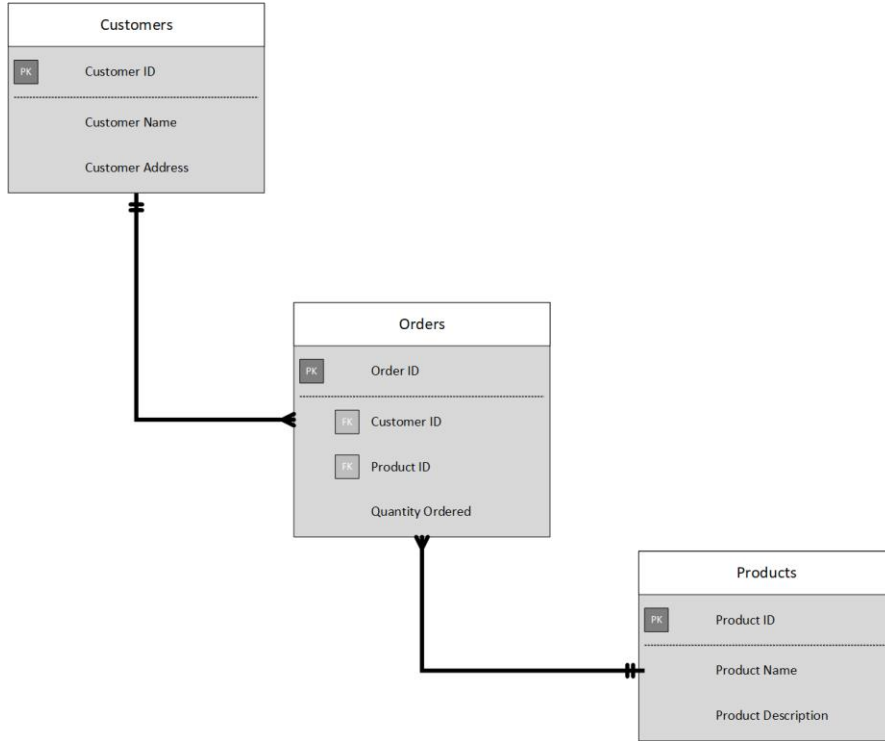 Customers
PK Customer ID
Customer Name
Customer Address
Orders
PK Order ID
FK Customer ID
FK Product ID
Quantity Ordered
Products
PK Product ID
Product Name
Product Description